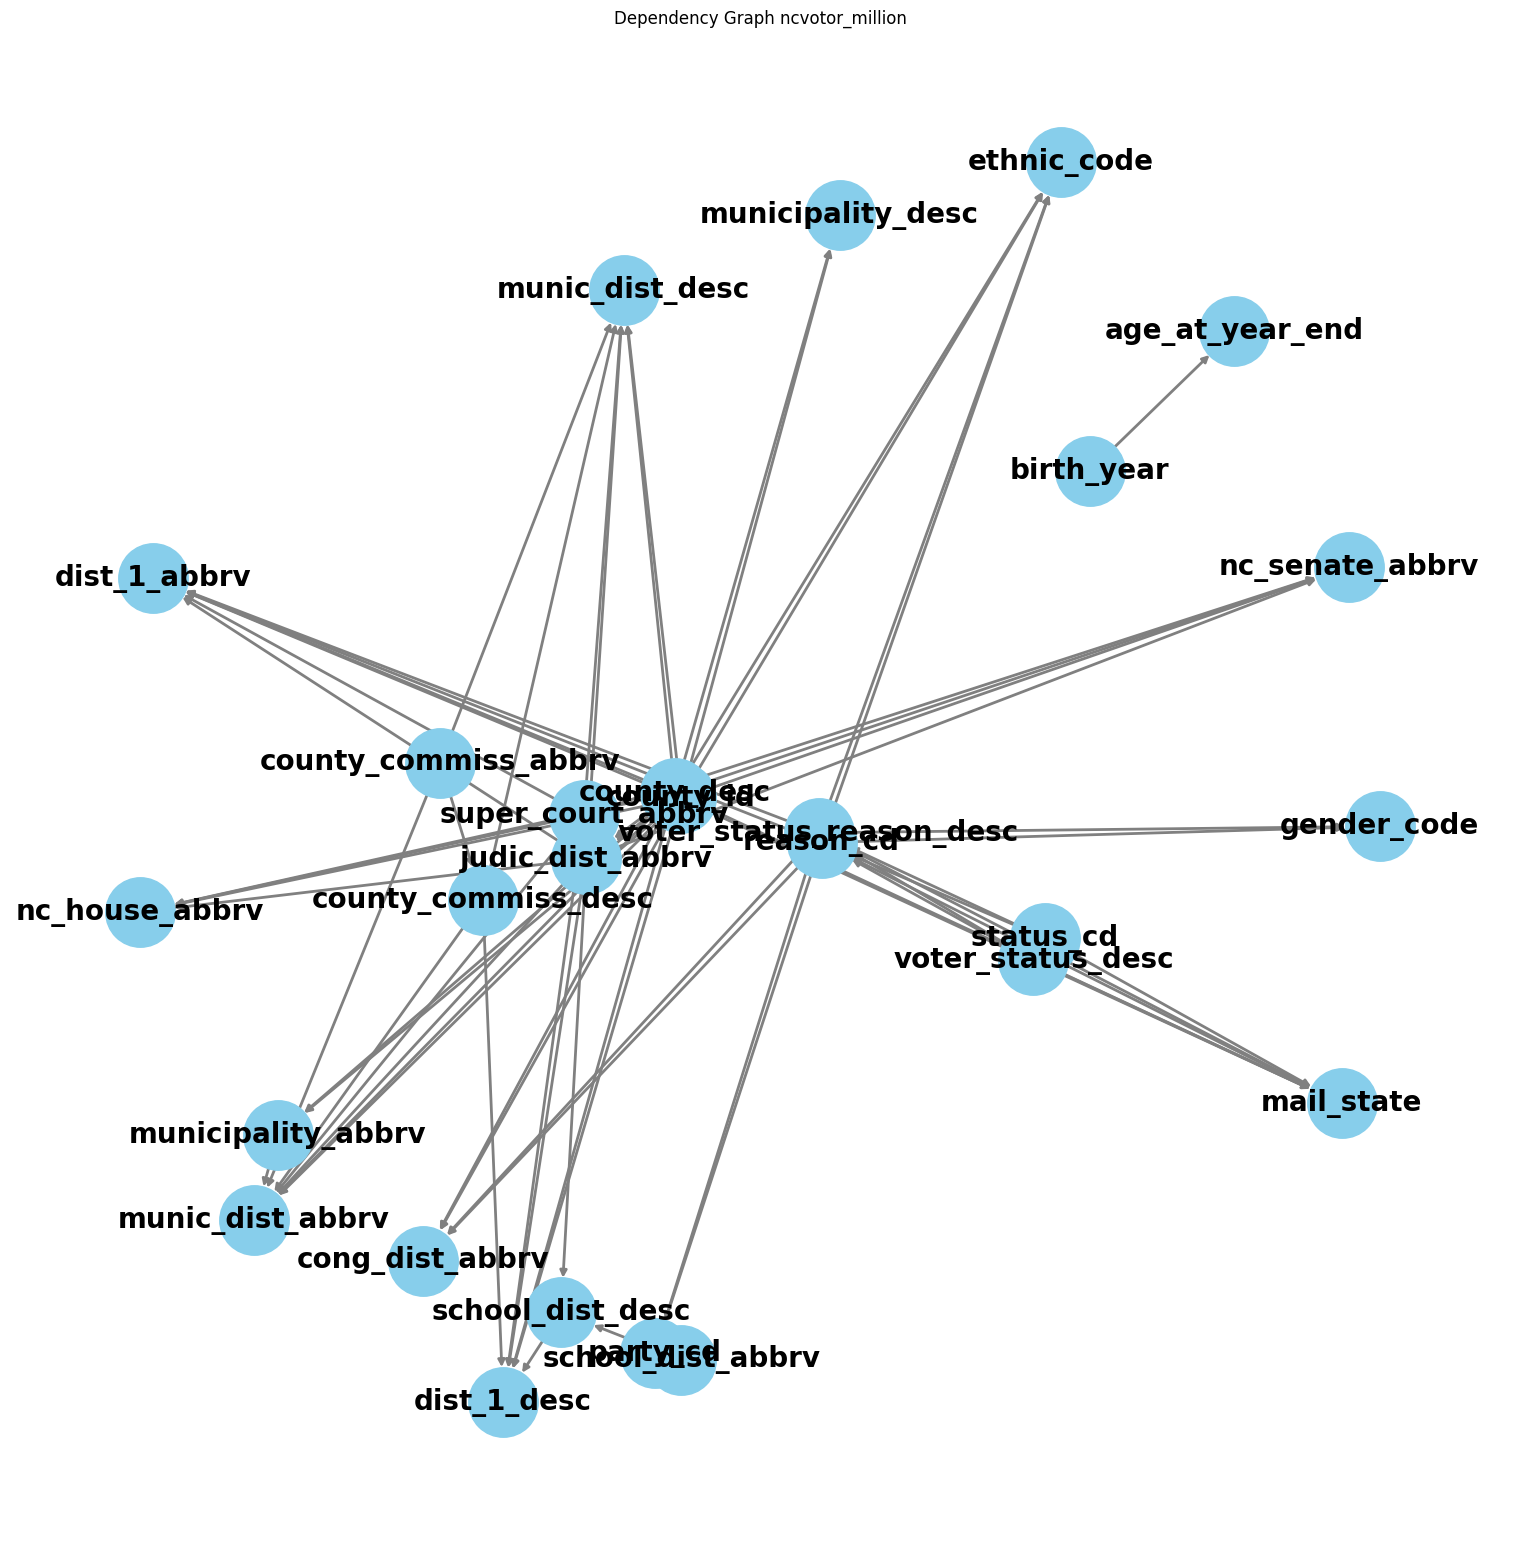 Dependency Graph ncvotor_million
ethnic_code
municipality_desc
munic_dist_desc
age_at_year_end
birth_year
nc_senate_abbrv
dist_1_abbrv
county_commiss_abbrv
county_desc
county_id
super_court_abbrv
gender_code
voter_status_reason_desc
reason_cd
judic_dist_abbrv
county_commiss_desc
nc_house_abbrv
status_cd
voter_status_desc
mail_state
municipality_abbrv
munic_dist_abbrv
cong_dist_abbrv
school_dist_desc
party_cd
school_dist_abbrv
dist_1_desc